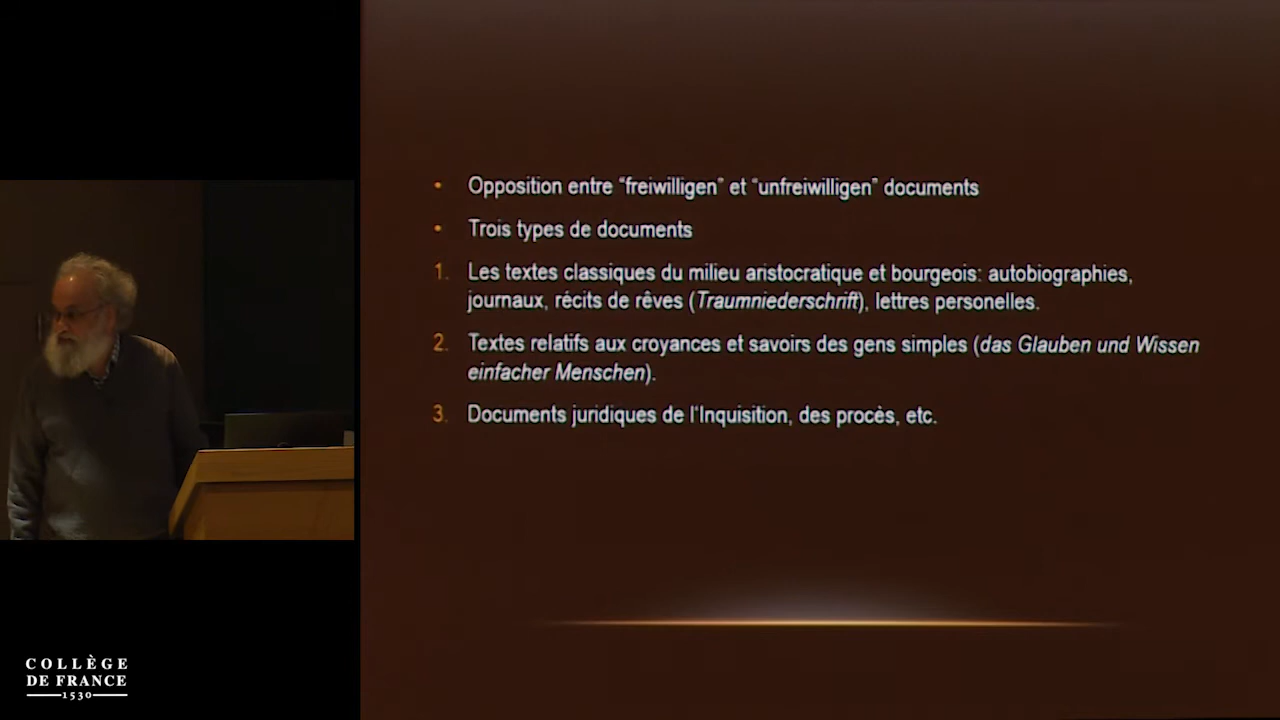 • Opposition entre “freiwilligen” et “unfreiwilligen” documents
• Trois types de documents
1. Les textes classiques du milieu aristocratique et bourgeois: autobiographies,
journaux, récits de rêves (Traumniederschrift), lettres personelles.
2. Textes relatifs aux croyances et savoirs des gens simples (das Glauben und Wissen
einfacher Menschen).
3. Documents juridiques de l'Inquisition, des procès, etc.
COLLÈGE
DE FRANCE
1530